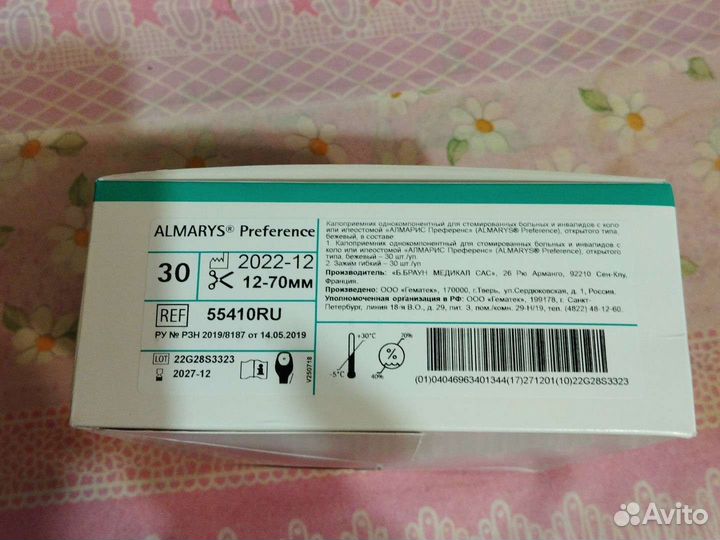 ALMARYS® Preference
30
2022-12
12-70мм
REF 55410RU
РУ № РЗН 2019/8187 от 14.05.2019
LOT 22G28S3323
2027-12
V250718
Калоприемник однокомпонентный для стомированных больных и инвалидов с коло
или илеостомой «АЛМАРИС Преференс» (ALMARYS® Preference), открытого типа,
бежевый, в составе
1. Калоприемник однокомпонентный для стомированных больных и инвалидов с
коло или илеостомой «АЛМАРИС Преференс» (ALMARYS® Preference), открытого
типа, бежевый – 30 шт./уп.
2. Зажим гибкий – 30 шт./уп
Производитель: «Б.БРАУН МЕДИКАЛ САС», 26 Рю Арманго, 92210 Сен-Клу,
Франция.
Произведено: ООО «Гематек», 170000, г.Тверь, ул.Сердюковская, д.1, Россия.
Уполномоченная организация в РФ: ООО «Гематек», 199178, г. Санкт-
Петербург, линия 18-я В.О., д. 29, лит. 3, пом./комн. 29-Н/19, тел. (4822) 48-12-60.
+30°C
-5°C
70%
%
40%
(01)04046963401344(17)271201(10)22G28S3323
Avito